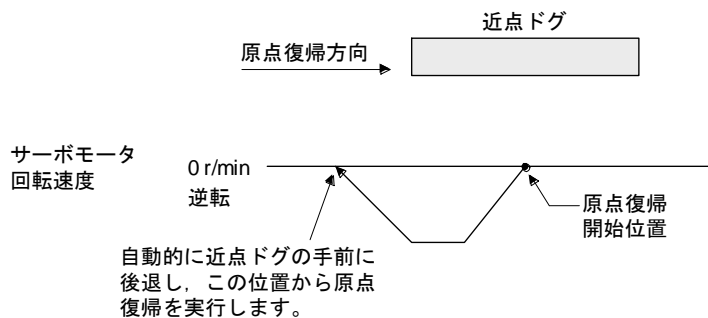 近点ドグ
原点復帰方向
サーボモータ
回転速度
0 r/min
逆転
原点復帰
開始位置
自動的に近点ドグの手前に
後退し，この位置から原点
復帰を実行します。